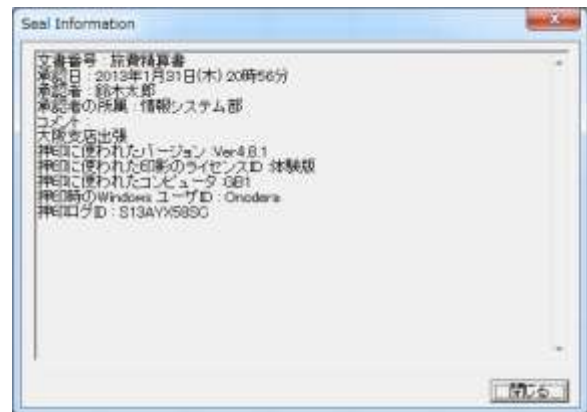 Seal Information
文書番号 : 旅費精算書
承認日 : 2013年1月31日(木) 20時56分
承認者 : 鈴木太郎
承認者の所属 : 情報システム部
コメント :
大阪支店出張
押印に使われたバージョン :Ver4.8.1
押印に使われた印影のライセンスID :体験版
押印に使われたコンピュータ :GB1
押印時のWindows ユーザID : Onodera
押印ログID :
閉じる